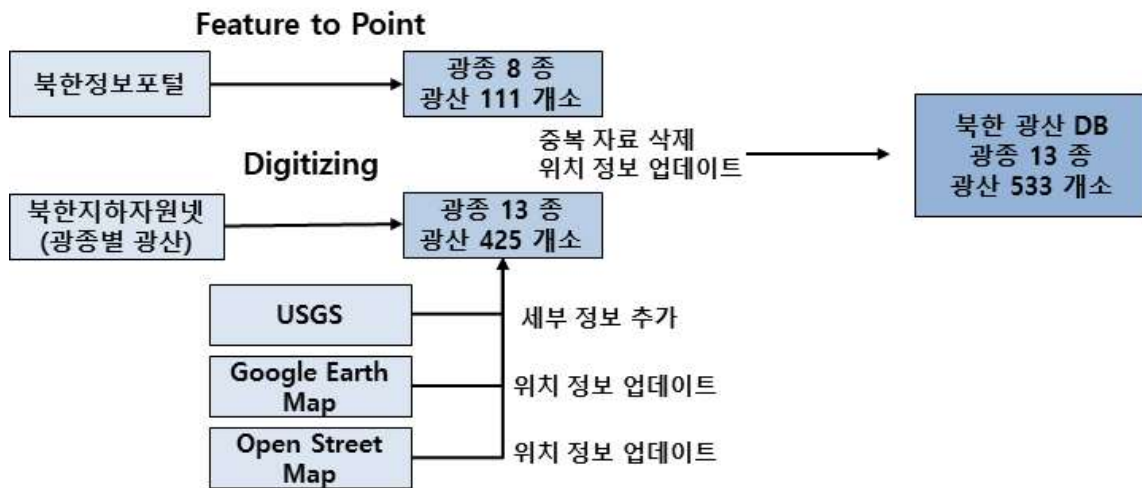 Feature to Point
북한정보포털
광종 8 종
광산 111 개소
중복 자료 삭제
위치 정보 업데이트
북한 광산 DB
광종 13 종
광산 533 개소
Digitizing
북한지하자원넷
(광종별 광산)
광종 13 종
광산 425 개소
USGS
세부 정보 추가
Google Earth
Map
위치 정보 업데이트
Open Street
Map
위치 정보 업데이트